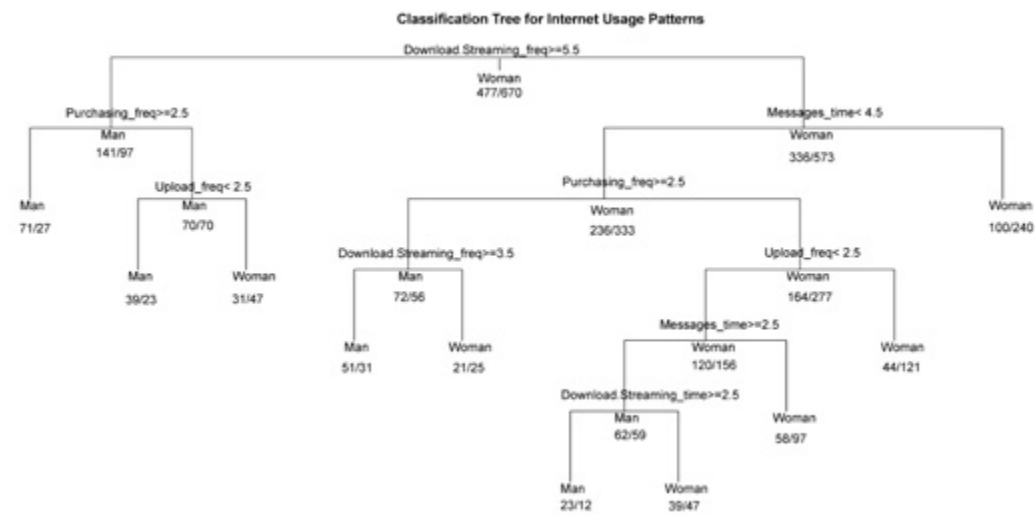 Classification Tree for Internet Usage Patterns
Download.Streaming_freq>=5.5
Woman
477/670
Purchasing_freq>=2.5
Messages_time< 4.5
Man
141/97
Woman
336/573
Upload_freq< 2.5
Purchasing_freq>=2.5
Man
71/27
Man
70/70
Woman
236/333
Woman
100/240
Download.Streaming_freq>=3.5
Upload_freq< 2.5
Man
39/23
Woman
31/47
Man
72/56
Woman
164/277
Messages_time>=2.5
Man
51/31
Woman
21/25
Woman
120/156
Woman
44/121
Download.Streaming_time>=2.5
Man
62/59
Woman
58/97
Man
23/12
Woman
39/47